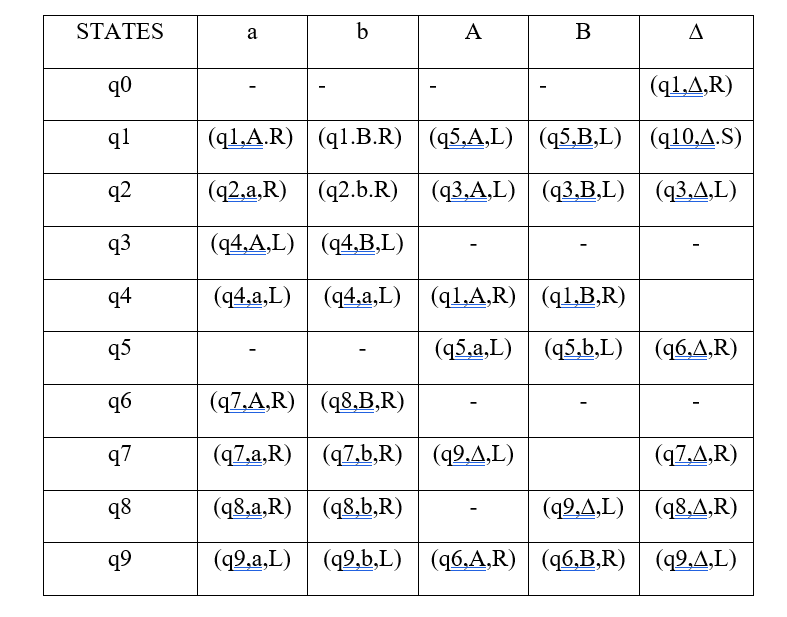 STATES a b A B Δ
q0 - - - - (q1,Δ,R)
q1 (q1,A.R) (q1.B.R) (q5,A,L) (q5,B,L) (q10,Δ.S)
q2 (q2,a,R) (q2.b.R) (q3,A,L) (q3,B,L) (q3,Δ,L)
q3 (q4,A,L) (q4,B,L) - - -
q4 (q4,a,L) (q4,a,L) (q1,A,R) (q1,B,R)
q5 - - (q5,a,L) (q5,b,L) (q6,Δ,R)
q6 (q7,A,R) (q8,B,R) - - -
q7 (q7,a,R) (q7,b,R) (q9,Δ,L) (q7,Δ,R)
q8 (q8,a,R) (q8,b,R) - (q9,Δ,L) (q8,Δ,R)
q9 (q9,a,L) (q9,b,L) (q6,A,R) (q6,B,R) (q9,Δ,L)